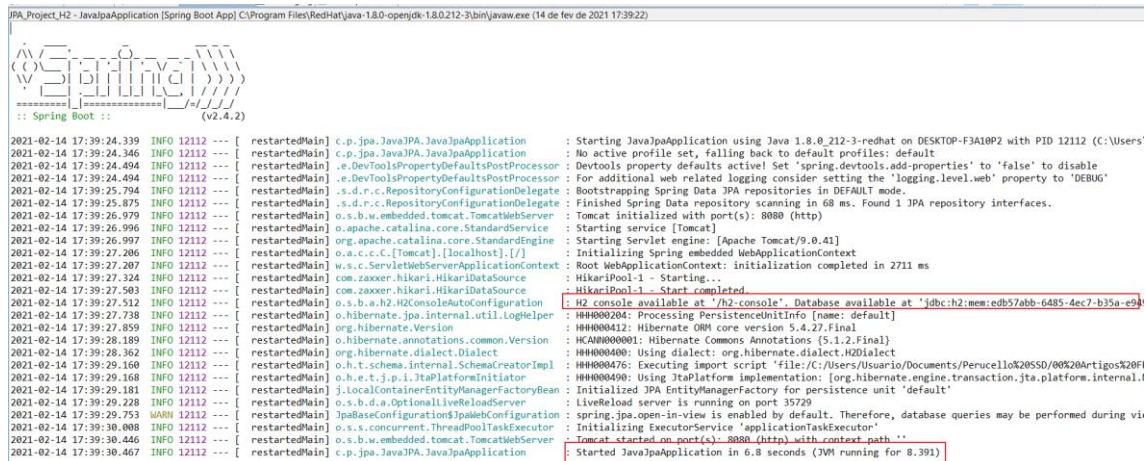 JPA_Project_H2 - JavaJpaApplication [Spring Boot App] C:\Program Files\RedHat\java-1.8.0-openjdk-1.8.0.212-3\bin\javaw.exe (14 de fev de 2021 17:39:22)
:: Spring Boot :: (v2.4.2)
2021-02-14 17:39:24.339 INFO 12112 --- [ restartedMain] c.p.jpa.JavaJPA.JavaJpaApplication : Starting JavaJpaApplication using Java 1.8.0_212-3-redhat on DESKTOP-F3A10P2 with PID 12112 (C:\Users\
2021-02-14 17:39:24.346 INFO 12112 --- [ restartedMain] c.p.jpa.JavaJPA.JavaJpaApplication : No active profile set, falling back to default profiles: default
2021-02-14 17:39:24.494 INFO 12112 --- [ restartedMain] .e.DevToolsPropertyDefaultsPostProcessor : Devtools property defaults active! Set 'spring.devtools.add-properties' to 'false' to disable
2021-02-14 17:39:24.494 INFO 12112 --- [ restartedMain] .e.DevToolsPropertyDefaultsPostProcessor : For additional web related logging consider setting the 'logging.level.web' property to 'DEBUG'
2021-02-14 17:39:25.794 INFO 12112 --- [ restartedMain] .s.d.r.c.RepositoryConfigurationDelegate : Bootstrapping Spring Data JPA repositories in DEFAULT mode.
2021-02-14 17:39:25.875 INFO 12112 --- [ restartedMain] .s.d.r.c.RepositoryConfigurationDelegate : Finished Spring Data repository scanning in 68 ms. Found 1 JPA repository interfaces.
2021-02-14 17:39:26.979 INFO 12112 --- [ restartedMain] o.s.b.w.embedded.tomcat.TomcatWebServer : Tomcat initialized with port(s): 8080 (http)
2021-02-14 17:39:26.996 INFO 12112 --- [ restartedMain] o.apache.catalina.core.StandardService : Starting service [Tomcat]
2021-02-14 17:39:26.997 INFO 12112 --- [ restartedMain] org.apache.catalina.core.StandardEngine : Starting Servlet engine: [Apache Tomcat/9.0.41]
2021-02-14 17:39:27.206 INFO 12112 --- [ restartedMain] o.a.c.c.C.[Tomcat].[localhost].[/] : Initializing Spring embedded WebApplicationContext
2021-02-14 17:39:27.207 INFO 12112 --- [ restartedMain] w.s.c.ServletWebServerApplicationContext : Root WebApplicationContext: initialization completed in 2711 ms
2021-02-14 17:39:27.324 INFO 12112 --- [ restartedMain] com.zaxxer.hikari.HikariDataSource : HikariPool-1 - Starting...
2021-02-14 17:39:27.503 INFO 12112 --- [ restartedMain] com.zaxxer.hikari.HikariDataSource : HikariPool-1 - Start completed.
2021-02-14 17:39:27.512 INFO 12112 --- [ restartedMain] o.s.b.a.h2.H2ConsoleAutoConfiguration : H2 console available at '/h2-console'. Database available at 'jdbc:h2:mem:edb57abb-6485-4ec7-b35a-e949
2021-02-14 17:39:27.738 INFO 12112 --- [ restartedMain] o.hibernate.jpa.internal.util.LogHelper : HHH000204: Processing PersistenceUnitInfo [name: default]
2021-02-14 17:39:27.859 INFO 12112 --- [ restartedMain] org.hibernate.Version : HHH000412: Hibernate ORM core version 5.4.27.Final
2021-02-14 17:39:28.189 INFO 12112 --- [ restartedMain] o.hibernate.annotations.common.Version : HCANN000001: Hibernate Commons Annotations {5.1.2.Final}
2021-02-14 17:39:28.362 INFO 12112 --- [ restartedMain] org.hibernate.dialect.Dialect : HHH000400: Using dialect: org.hibernate.dialect.H2Dialect
2021-02-14 17:39:29.160 INFO 12112 --- [ restartedMain] o.h.t.schema.internal.SchemaCreatorImpl : HHH000476: Executing import script 'file:/C:/Users/Usuario/Documents/Perucello%20SSD/00%20Artigos%20F
2021-02-14 17:39:29.168 INFO 12112 --- [ restartedMain] o.h.e.t.j.p.i.JtaPlatformInitiator : HHH000490: Using JtaPlatform implementation: [org.hibernate.engine.transaction.jta.platform.internal.
2021-02-14 17:39:29.181 INFO 12112 --- [ restartedMain] j.LocalContainerEntityManagerFactoryBean : Initialized JPA EntityManagerFactory for persistence unit 'default'
2021-02-14 17:39:29.228 INFO 12112 --- [ restartedMain] o.s.b.d.a.OptionalLiveReloadServer : LiveReload server is running on port 35729
2021-02-14 17:39:29.753 WARN 12112 --- [ restartedMain] JpaBaseConfiguration$JpaWebConfiguration : spring.jpa.open-in-view is enabled by default. Therefore, database queries may be performed during vi
2021-02-14 17:39:30.008 INFO 12112 --- [ restartedMain] o.s.s.concurrent.ThreadPoolTaskExecutor : Initializing ExecutorService 'applicationTaskExecutor'
2021-02-14 17:39:30.446 INFO 12112 --- [ restartedMain] o.s.b.w.embedded.tomcat.TomcatWebServer : Tomcat started on port(s): 8080 (http) with context path ''
2021-02-14 17:39:30.467 INFO 12112 --- [ restartedMain] c.p.jpa.JavaJPA.JavaJpaApplication : Started JavaJpaApplication in 6.8 seconds (JVM running for 8.391)